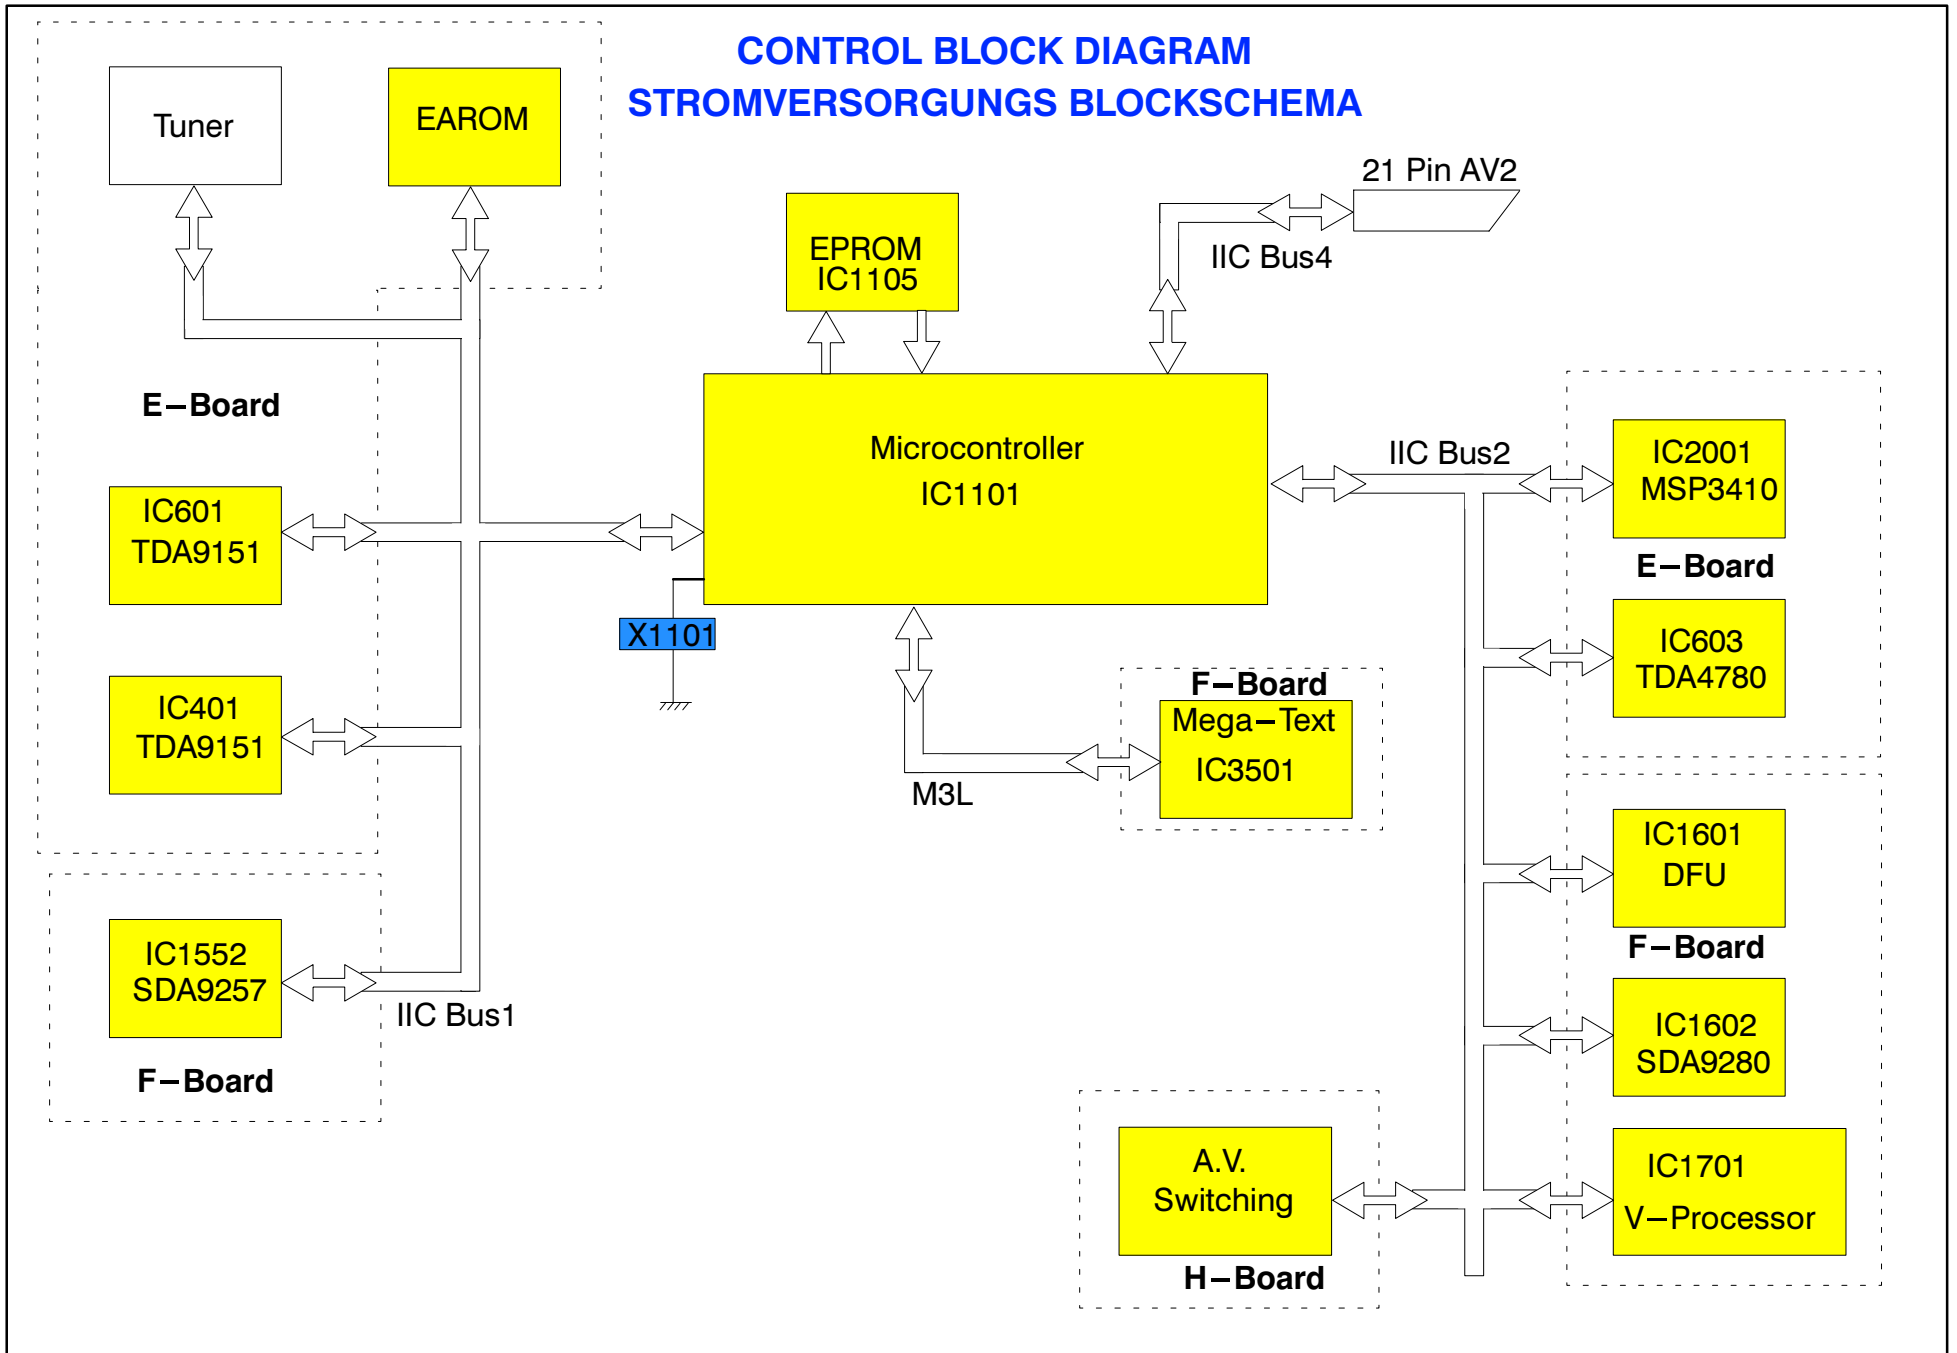 CONTROL BLOCK DIAGRAM
STROMVERSORGUNGS BLOCKSCHEMA
Tuner
EAROM
21 Pin AV2
EPROM
IC1105
IIC Bus4
E–Board
Microcontroller
IC1101
IIC Bus2
IC2001
MSP3410
E–Board
IC601
TDA9151
X1101
IC603
TDA4780
F–Board
Mega–Text
IC3501
M3L
IC401
TDA9151
IC1601
DFU
F–Board
IC1552
SDA9257
IIC Bus1
F–Board
IC1602
SDA9280
A.V.
Switching
H–Board
IC1701
V–Processor